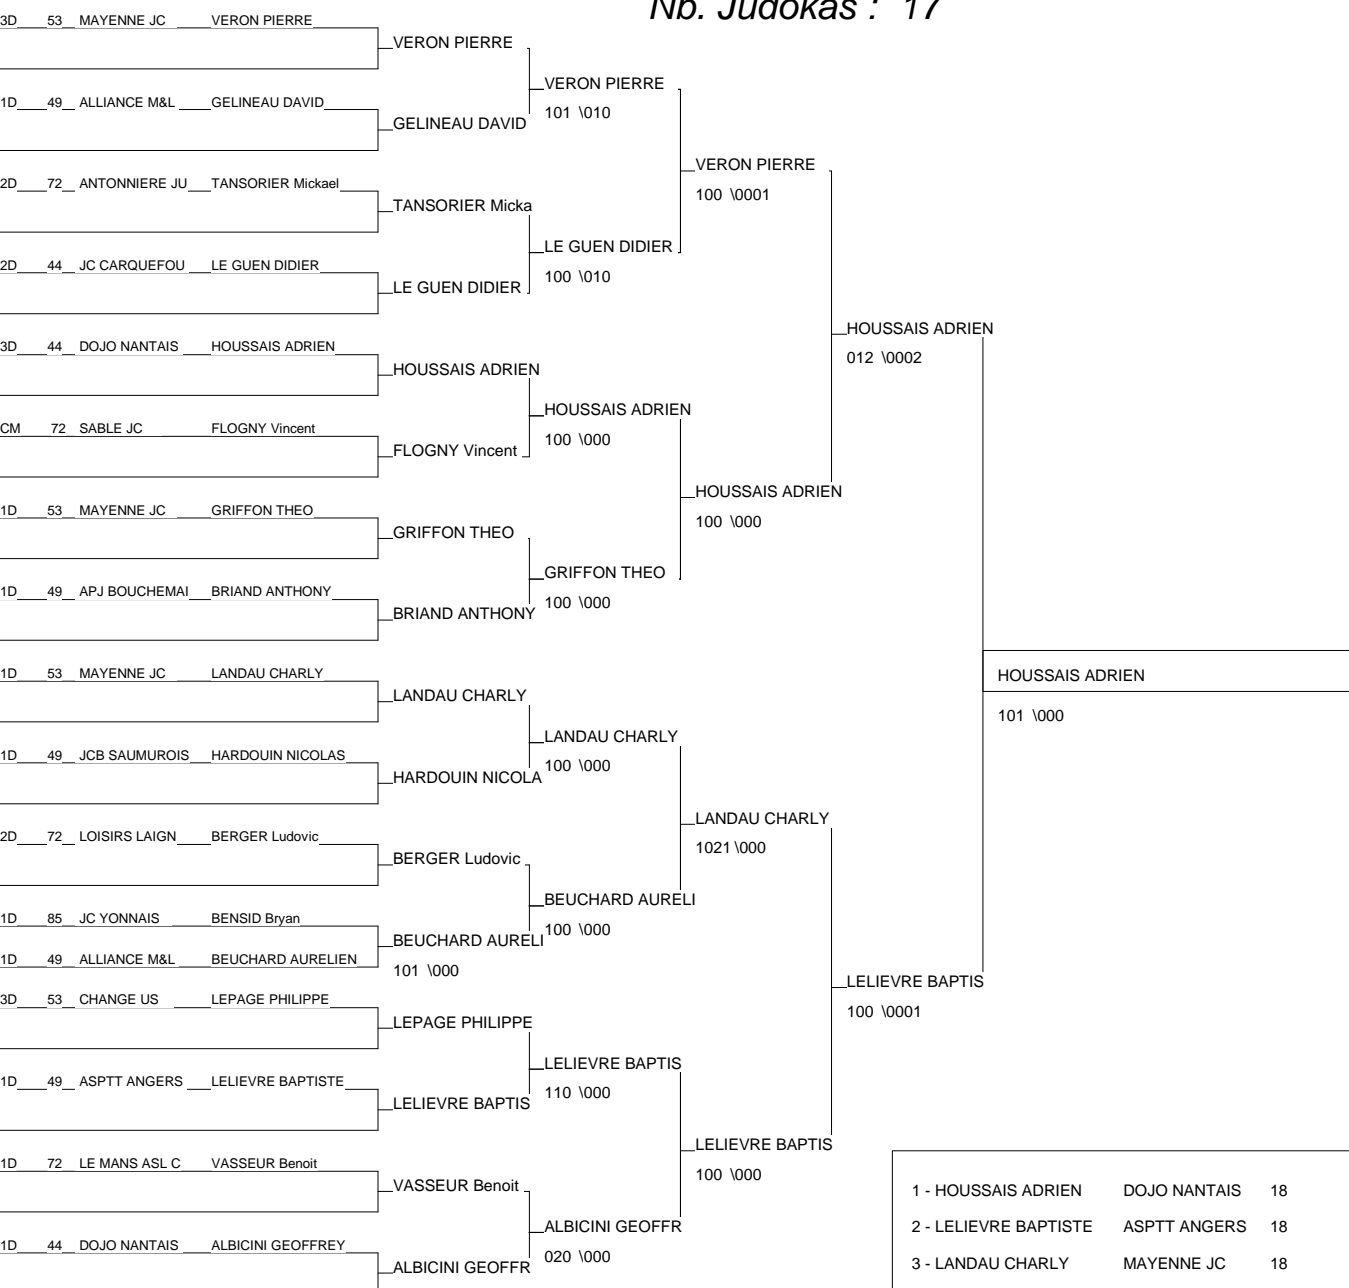 Nb. Judokas : 17
3D 53 MAYENNE JC VERON PIERRE
VERON PIERRE
VERON PIERRE
1D 49 ALLIANCE M&L GELINEAU DAVID
101 \010
GELINEAU DAVID
VERON PIERRE
2D 72 ANTONNIERE JU TANSORIER Mickael
100 \0001
TANSORIER Micka
LE GUEN DIDIER
2D 44 JC CARQUEFOU LE GUEN DIDIER
100 \010
LE GUEN DIDIER
HOUSSAIS ADRIEN
3D 44 DOJO NANTAIS HOUSSAIS ADRIEN
012 \0002
HOUSSAIS ADRIEN
HOUSSAIS ADRIEN
CM 72 SABLE JC FLOGNY Vincent
100 \000
FLOGNY Vincent
HOUSSAIS ADRIEN
1D 53 MAYENNE JC GRIFFON THEO
100 \000
GRIFFON THEO
GRIFFON THEO
1D 49 APJ BOUCHEMAI BRIAND ANTHONY
100 \000
BRIAND ANTHONY
1D 53 MAYENNE JC LANDAU CHARLY
HOUSSAIS ADRIEN
LANDAU CHARLY
101 \000
LANDAU CHARLY
1D 49 JCB SAUMUROIS HARDOUIN NICOLAS
100 \000
HARDOUIN NICOLA
LANDAU CHARLY
2D 72 LOISIRS LAIGN BERGER Ludovic
1021 \000
BERGER Ludovic
BEUCHARD AURELI
1D 85 JC YONNAIS BENSID Bryan
100 \000
BEUCHARD AURELI
1D 49 ALLIANCE M&L BEUCHARD AURELIEN
101 \000
LELIEVRE BAPTIS
3D 53 CHANGE US LEPAGE PHILIPPE
100 \0001
LEPAGE PHILIPPE
LELIEVRE BAPTIS
1D 49 ASPTT ANGERS LELIEVRE BAPTISTE
110 \000
LELIEVRE BAPTIS
LELIEVRE BAPTIS
1D 72 LE MANS ASL C VASSEUR Benoit
100 \000
VASSEUR Benoit
1 - HOUSSAIS ADRIEN DOJO NANTAIS 18
ALBICINI GEOFFR
2 - LELIEVRE BAPTISTE ASPTT ANGERS 18
1D 44 DOJO NANTAIS ALBICINI GEOFFREY
020 \000
3 - LANDAU CHARLY MAYENNE JC 18
ALBICINI GEOFFR